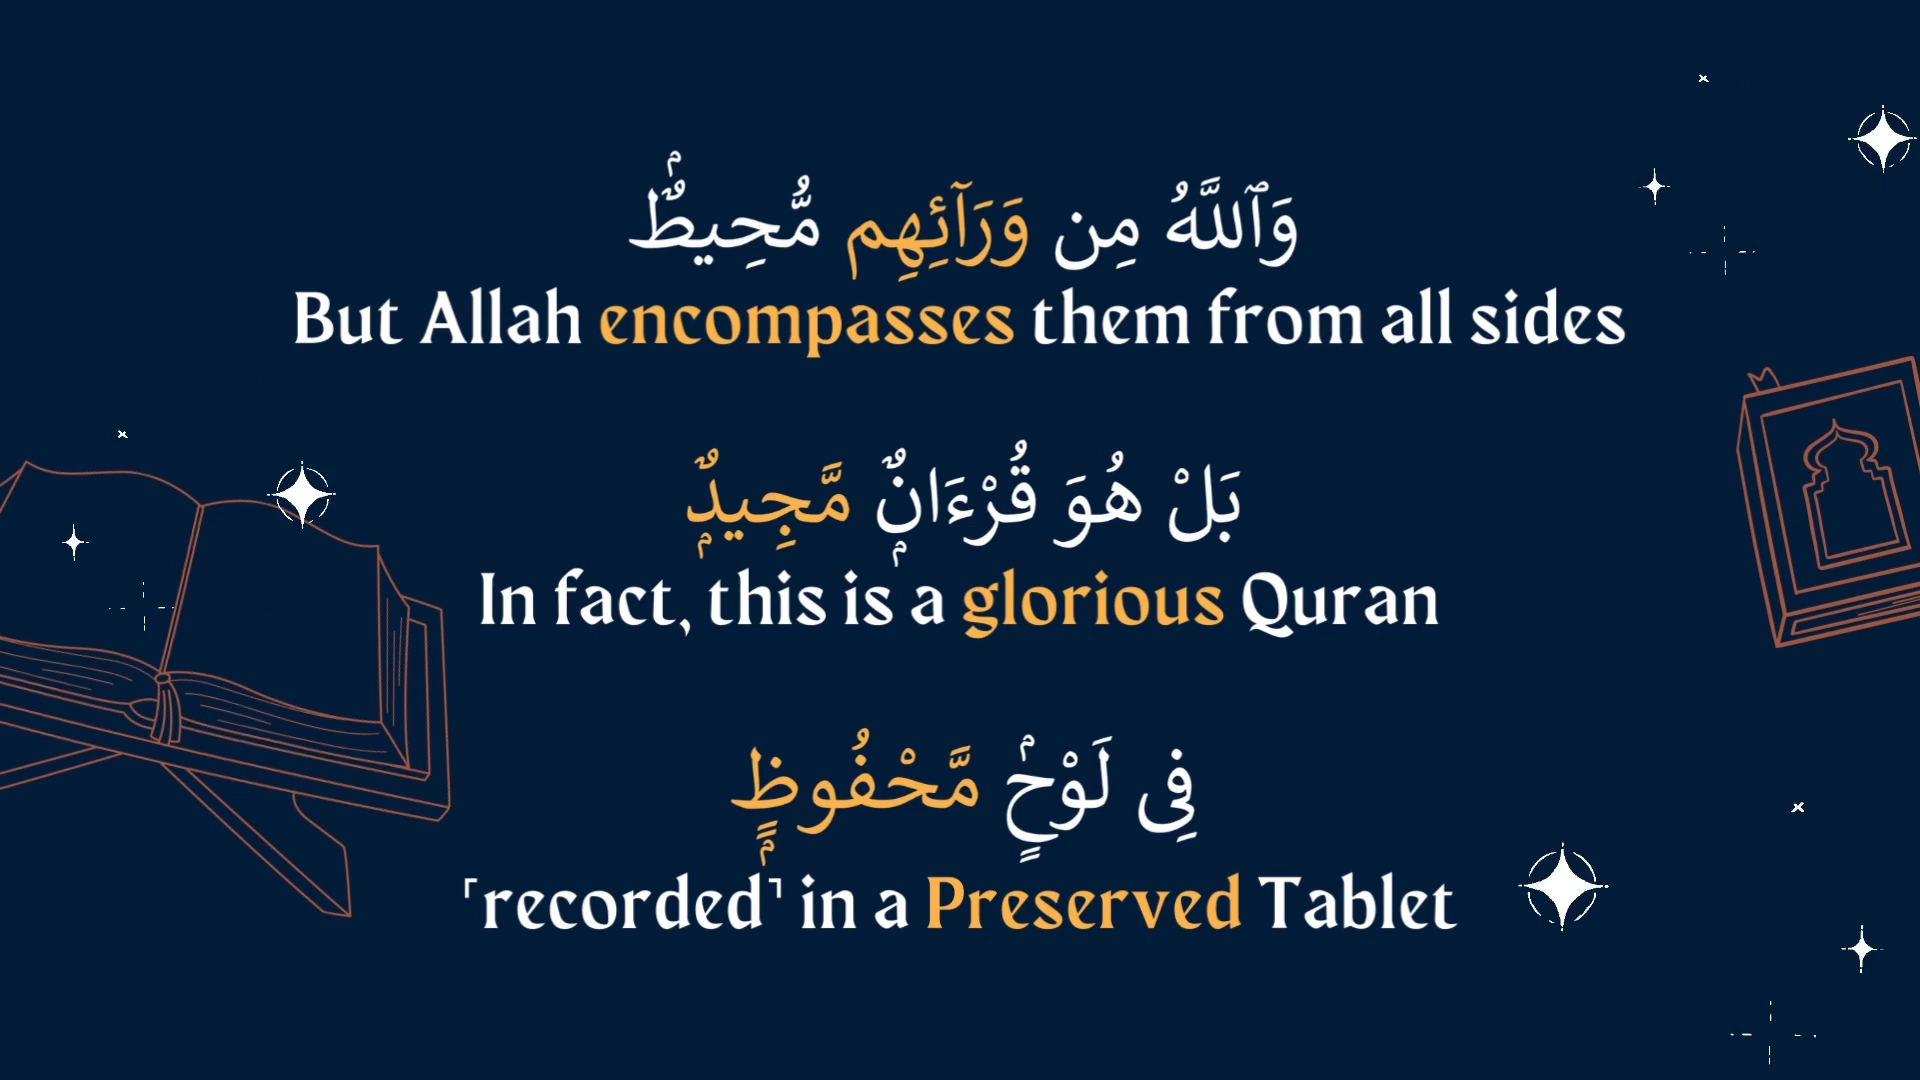 وَٱللَّهُ مِن وَرَآئِهِم مُّحِيطٌۢ
But Allah encompasses them from all sides
بَلْ هُوَ قُرْءَانٌۭ مَّجِيدٌۭ
In fact, this is a glorious Quran
فِى لَوْحٍۢ مَّحْفُوظٍۭ
˹recorded˺ in a Preserved Tablet